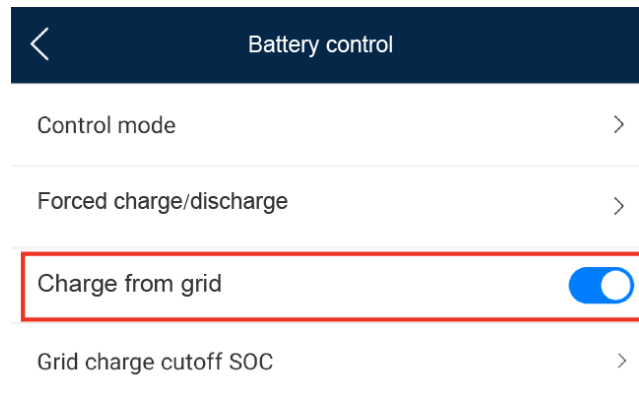 Battery control
Control mode
Forced charge/discharge
Charge from grid
Grid charge cutoff SOC